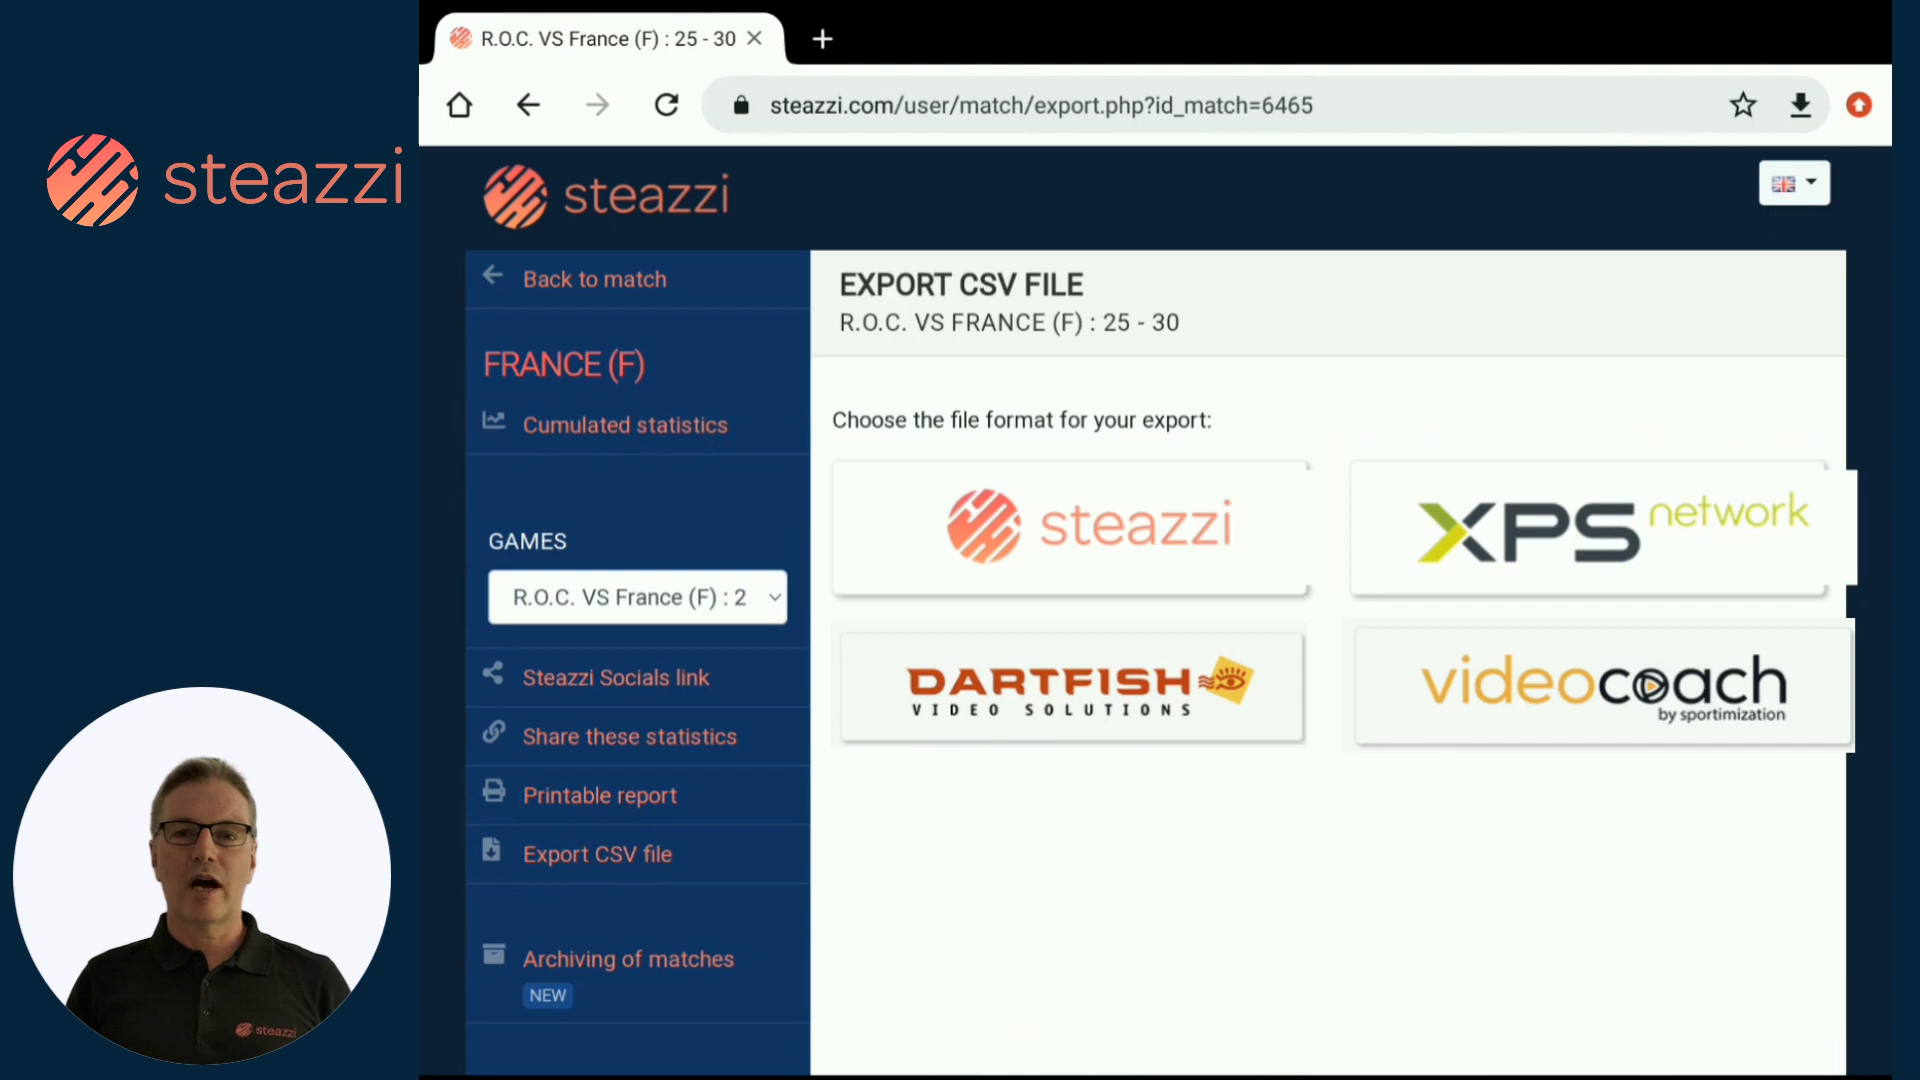 steazzi
R.O.C. VS France (F) : 25 - 30
steazzi.com/user/match/export.php?id_match=6465
steazzi
Back to match
FRANCE (F)
Cumulated statistics
GAMES
R.O.C. VS France (F) : 2
Steazzi Socials link
Share these statistics
Printable report
Export CSV file
Archiving of matches
NEW
EXPORT CSV FILE
R.O.C. VS FRANCE (F) : 25 - 30
Choose the file format for your export:
steazzi
XPS network
DARTFISH
VIDEO SOLUTIONS
videocoach
by sportimization
steazzi